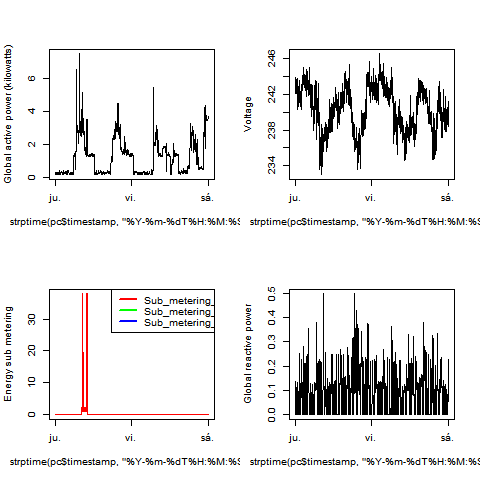 Global active power (kilowatts)
0 2 4 6
ju. vi. sá.
strptime(pc$timestamp, "%Y-%m-%dT%H:%M:%S
Voltage
234 238 242 246
ju. vi. sá.
strptime(pc$timestamp, "%Y-%m-%dT%H:%M:%S
Energy sub metering
0 10 20 30
Sub_metering_
Sub_metering_
Sub_metering_
ju. vi. sá.
strptime(pc$timestamp, "%Y-%m-%dT%H:%M:%S
Global reactive power
0.0 0.1 0.2 0.3 0.4 0.5
ju. vi. sá.
strptime(pc$timestamp, "%Y-%m-%dT%H:%M:%S